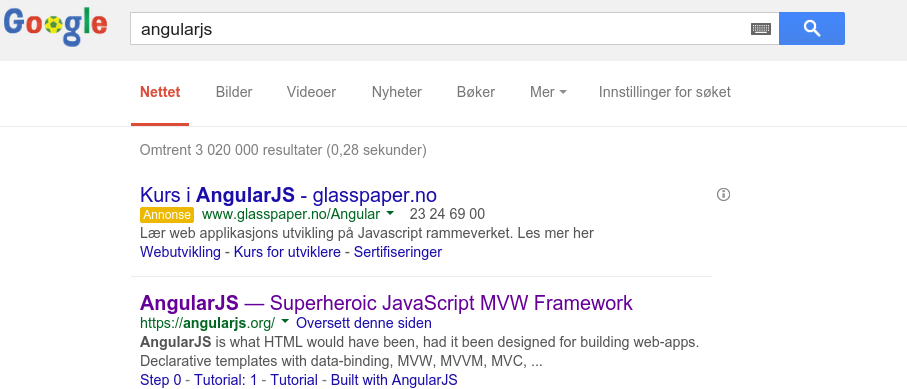 Google
angularjs
Nettet Bilder Videoer Nyheter Bøker Mer Innstillinger for søket
Omtrent 3 020 000 resultater (0,28 sekunder)
Kurs i AngularJS - glasspaper.no
Annonse www.glasspaper.no/Angular 23 24 69 00
Lær web applikasjons utvikling på Javascript rammeverket. Les mer her
Webutvikling - Kurs for utviklere - Sertifiseringer
AngularJS — Superheroic JavaScript MVW Framework
https://angularjs.org/ Oversett denne siden
AngularJS is what HTML would have been, had it been designed for building web-apps.
Declarative templates with data-binding, MVW, MVVM, MVC, ...
Step 0 - Tutorial: 1 - Tutorial - Built with AngularJS